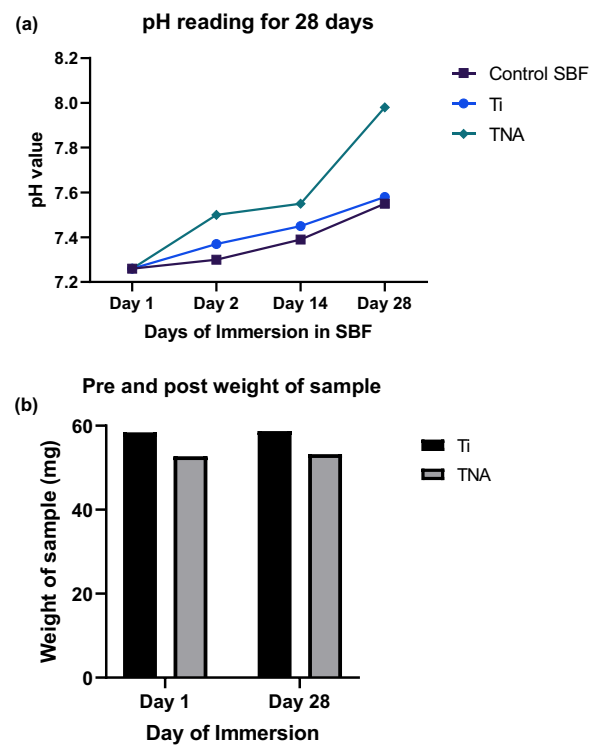 (a)
pH reading for 28 days
8.2
8.0
7.8
7.6
7.4
7.2
pH value
Day 1 Day 2 Day 14 Day 28
Days of Immersion in SBF
Control SBF
Ti
TNA
(b)
Pre and post weight of sample
60
40
20
0
Weight of sample (mg)
Day 1 Day 28
Day of Immersion
Ti
TNA